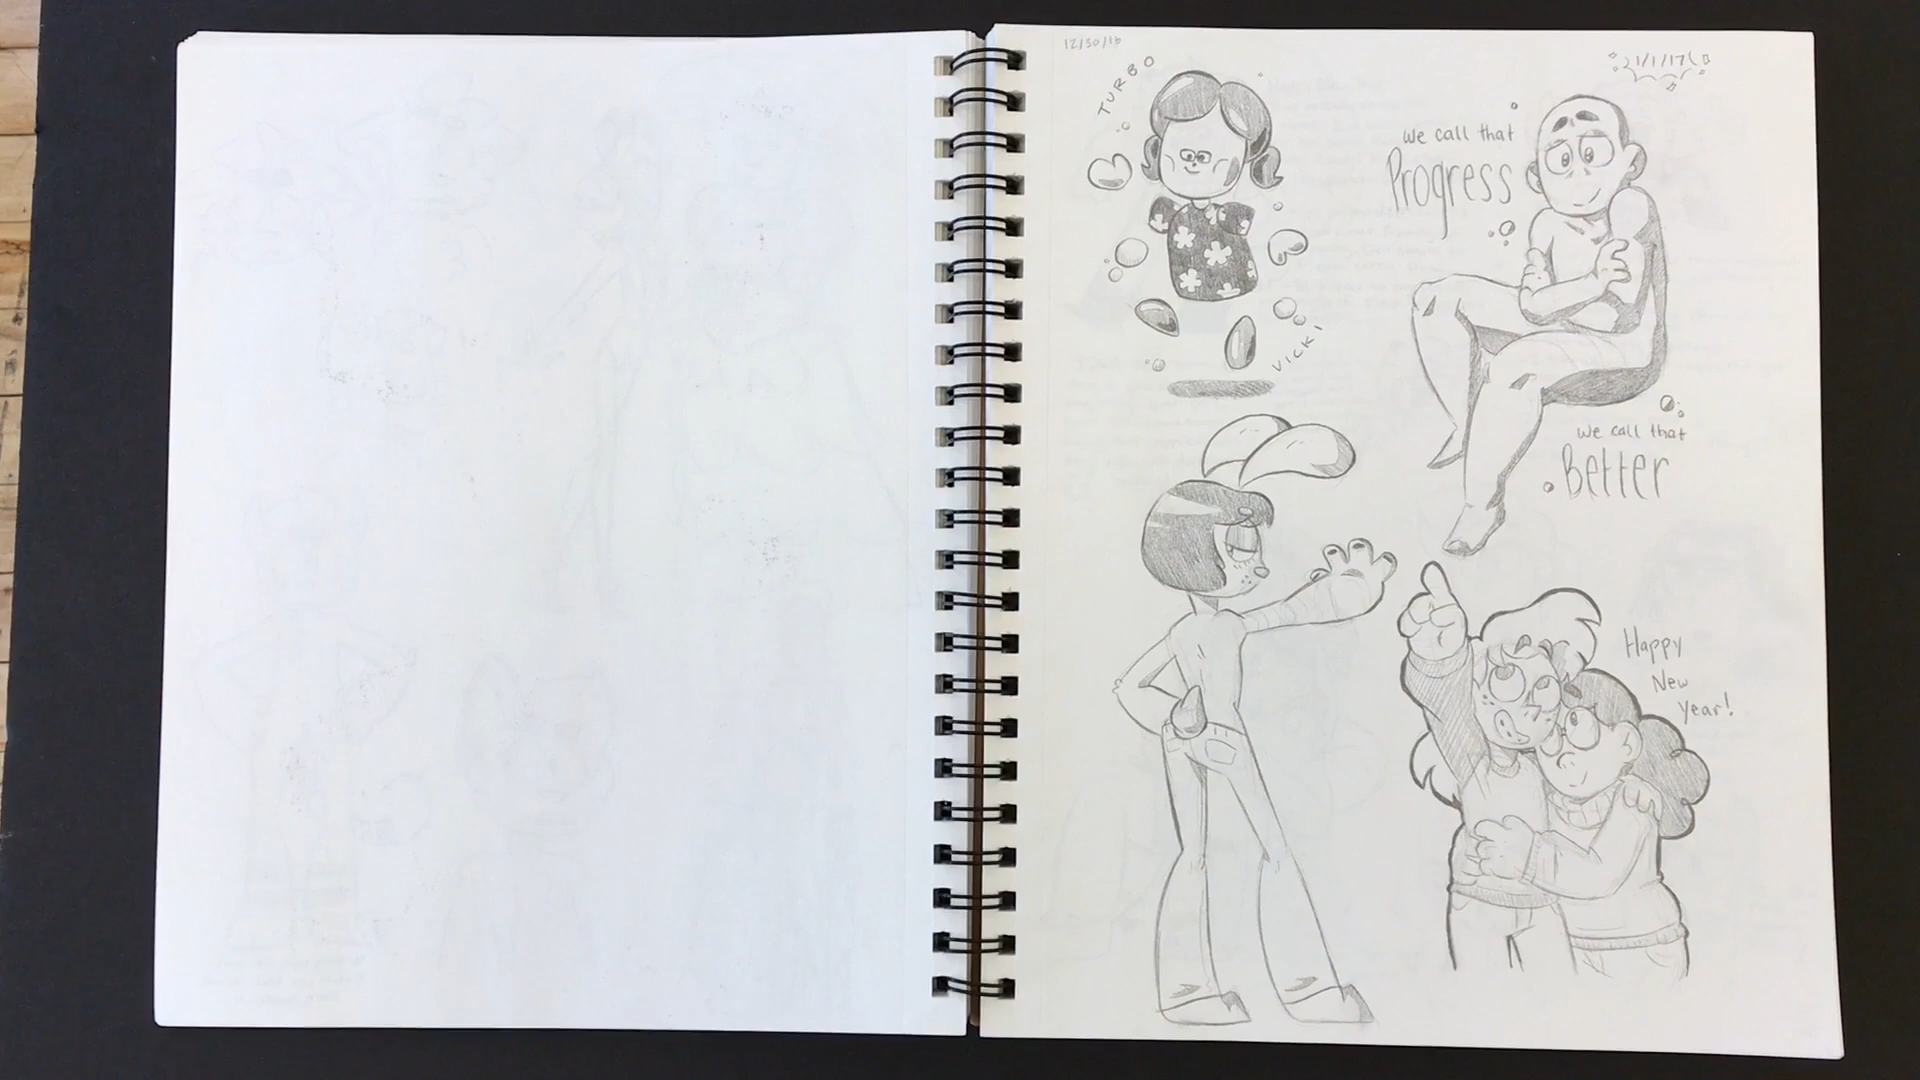 12/30/16
TURBO
VICKI
1/1/17
we call that
Progress
we call that
Better
Happy
New
Year!